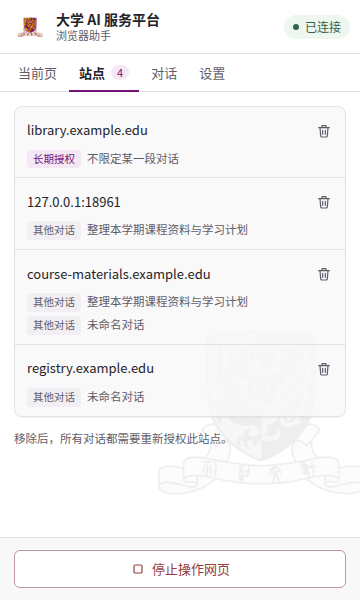 大学 AI 服务平台
浏览器助手
已连接
当前页 站点 4 对话 设置
library.example.edu
长期授权 不限定某一段对话
127.0.0.1:18961
其他对话 整理本学期课程资料与学习计划
course-materials.example.edu
其他对话 整理本学期课程资料与学习计划
其他对话 未命名对话
registry.example.edu
其他对话 未命名对话
移除后，所有对话都需要重新授权此站点。
停止操作网页